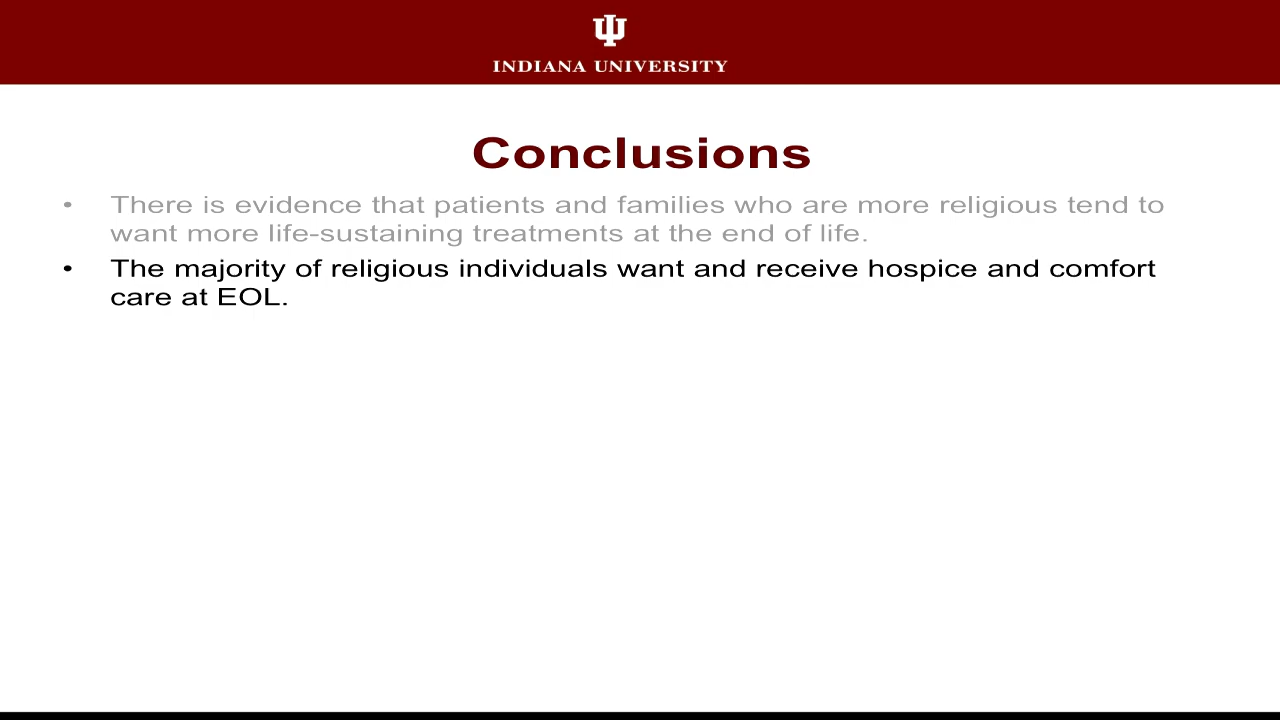 INDIANA UNIVERSITY
Conclusions
• There is evidence that patients and families who are more religious tend to
want more life-sustaining treatments at the end of life.
• The majority of religious individuals want and receive hospice and comfort
care at EOL.